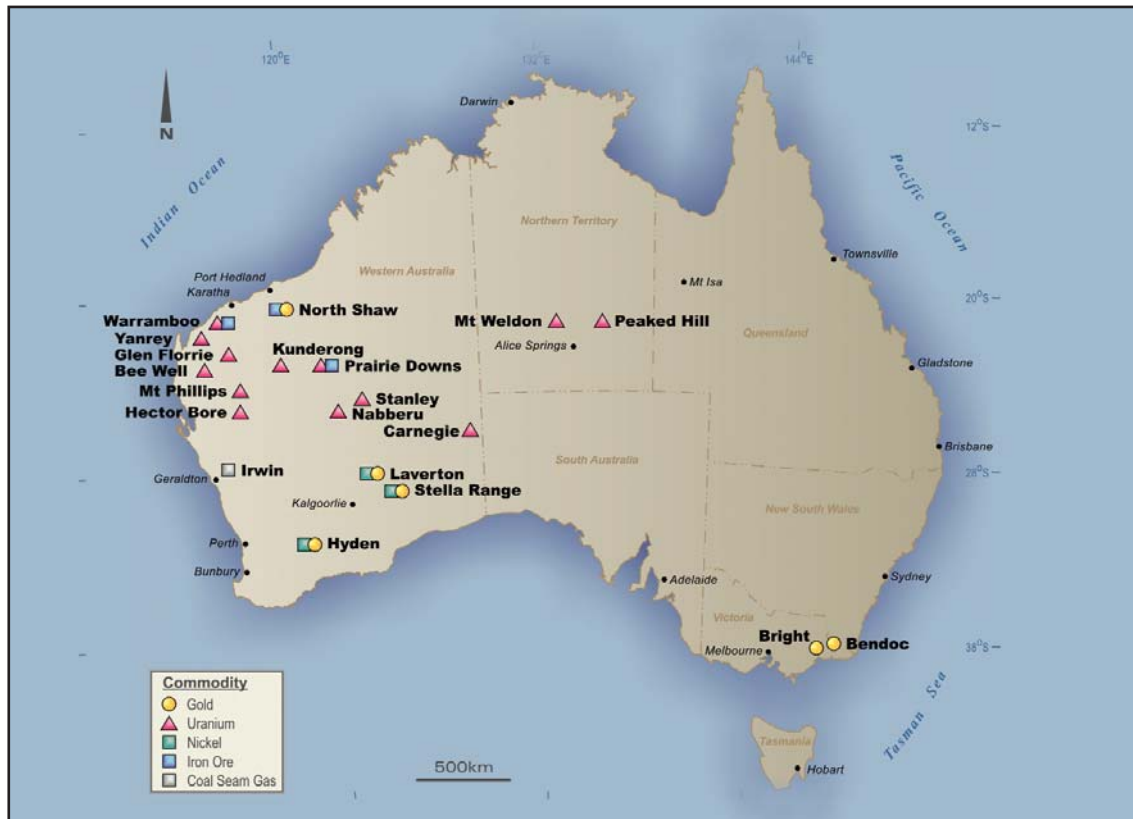 120°E
132°E
144°E
Darwin
N
12°S
Indian Ocean
Pacific Ocean
Northern Territory
Western Australia
Townsville
Port Hedland
Karatha
Mt Isa
20°S
North Shaw
Warramboo
Mt Weldon
Peaked Hill
Yanrey
Queensland
Glen Florrie
Kunderong
Alice Springs
Bee Well
Prairie Downs
Gladstone
Mt Phillips
Stanley
Hector Bore
Nabberu
Carnegie
Brisbane
South Australia
Irwin
Laverton
28°S
Geraldton
Stella Range
Kalgoorlie
New South Wales
Perth
Hyden
Bunbury
Adelaide
Sydney
Victoria
Bright
Bendoc
Melbourne
38°S
Tasman Sea
Commodity
Gold
Uranium
Nickel
Iron Ore
Coal Seam Gas
Tasmania
500km
Hobart